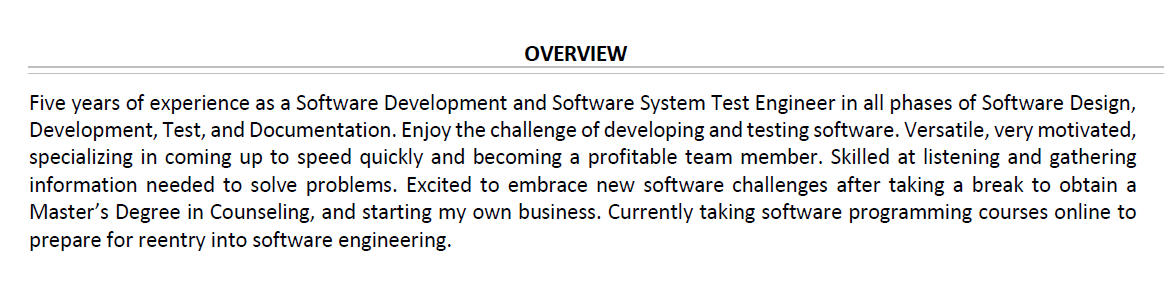 OVERVIEW
Five years of experience as a Software Development and Software System Test Engineer in all phases of Software Design,
Development, Test, and Documentation. Enjoy the challenge of developing and testing software. Versatile, very motivated,
specializing in coming up to speed quickly and becoming a profitable team member. Skilled at listening and gathering
information needed to solve problems. Excited to embrace new software challenges after taking a break to obtain a
Master’s Degree in Counseling, and starting my own business. Currently taking software programming courses online to
prepare for reentry into software engineering.